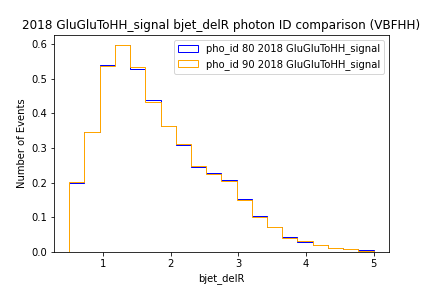 2018 GluGluToHH_signal bjet_delR photon ID comparison (VBFHH)
pho_id 80 2018 GluGluToHH_signal
pho_id 90 2018 GluGluToHH_signal
Number of Events
0.6
0.5
0.4
0.3
0.2
0.1
0.0
1 2 3 4 5
bjet_delR